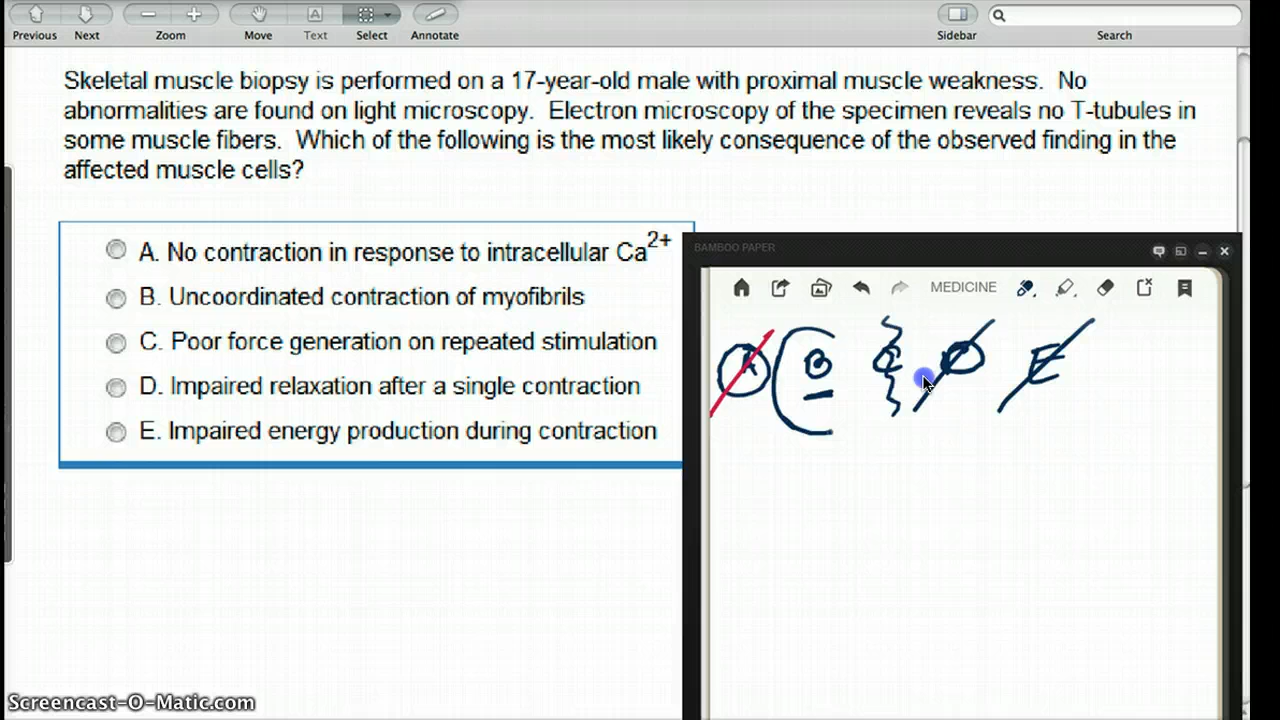 Previous Next Zoom Move Text Select Annotate Sidebar Search
Skeletal muscle biopsy is performed on a 17-year-old male with proximal muscle weakness. No
abnormalities are found on light microscopy. Electron microscopy of the specimen reveals no T-tubules in
some muscle fibers. Which of the following is the most likely consequence of the observed finding in the
affected muscle cells?
A. No contraction in response to intracellular Ca2+
B. Uncoordinated contraction of myofibrils
C. Poor force generation on repeated stimulation
D. Impaired relaxation after a single contraction
E. Impaired energy production during contraction
BAMBOO PAPER
MEDICINE
A B C D E
Screencast-O-Matic.com